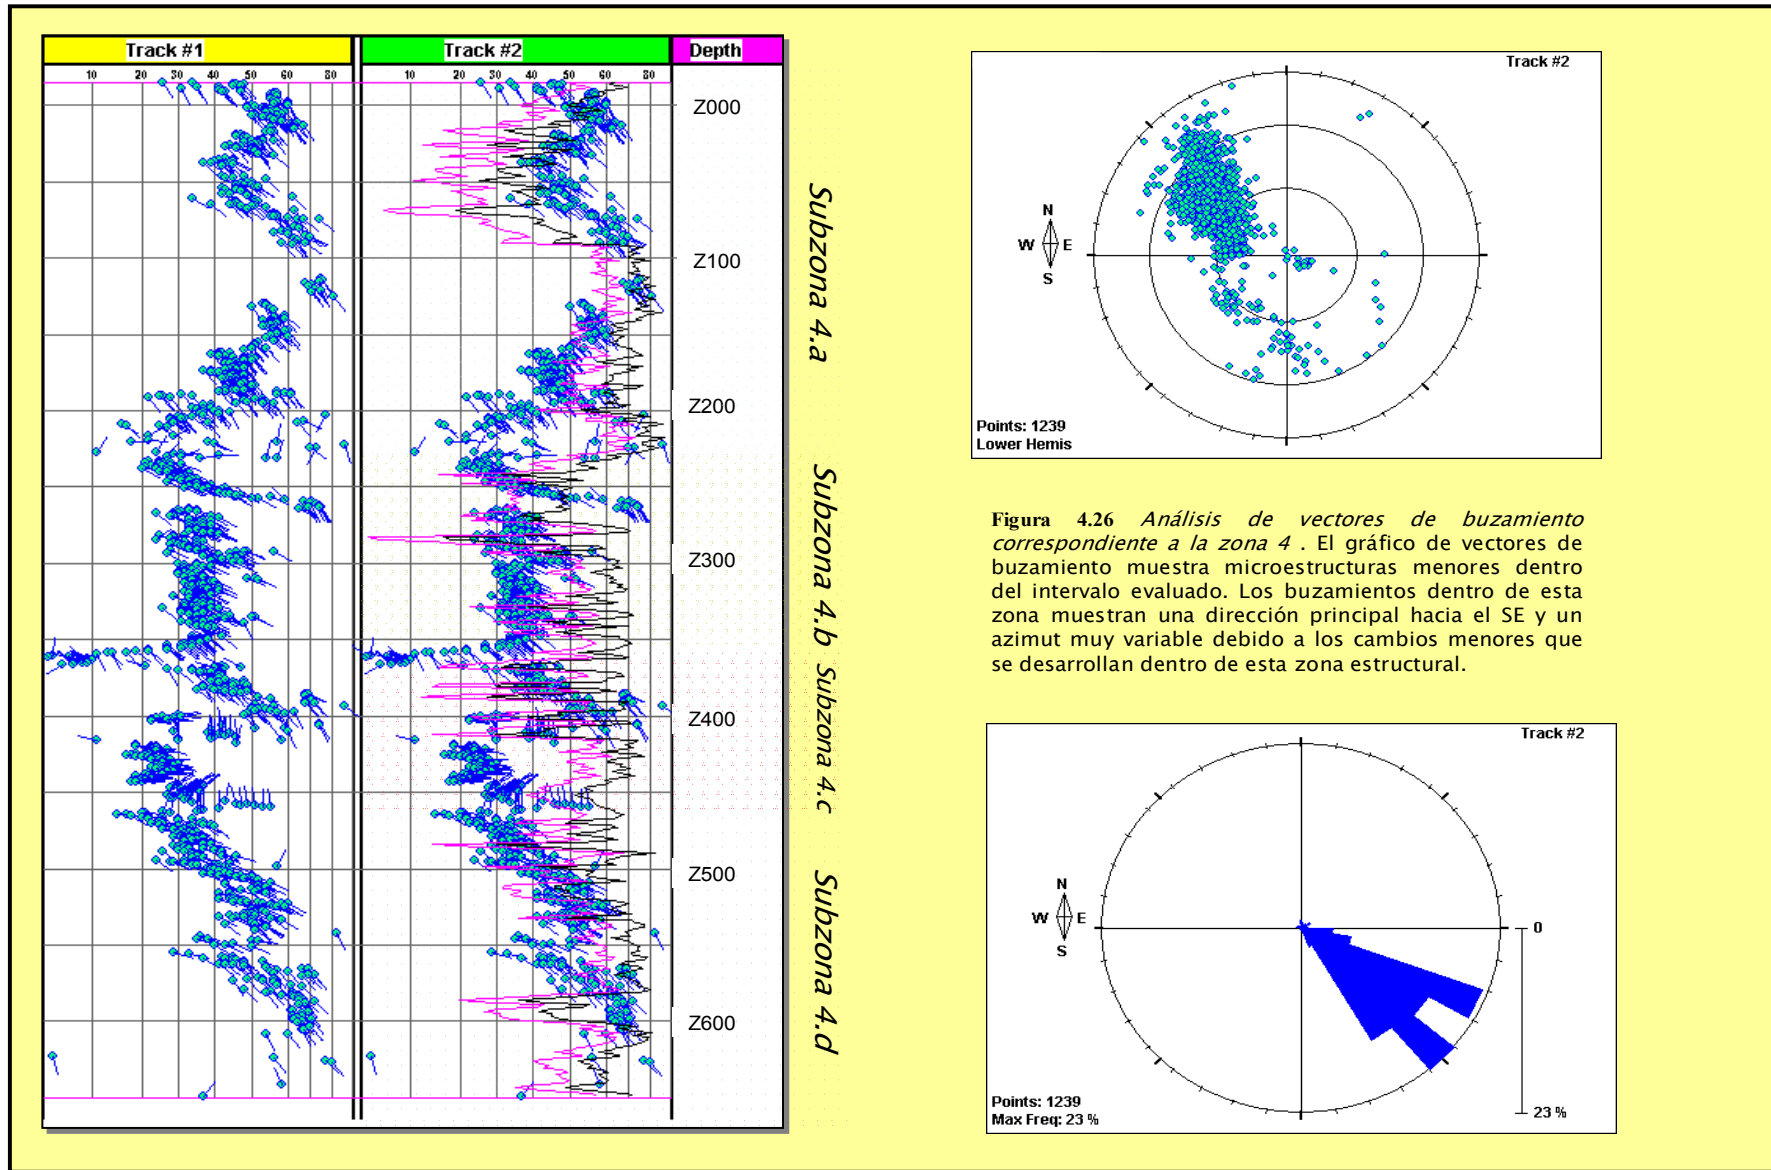 Track #1 Track #2 Depth
10 20 30 40 50 60 80 10 20 30 40 50 60 80
Z000
Z100
Z200
Z300
Z400
Z500
Z600
Subzona 4.a
Subzona 4.b
Subzona 4.c
Subzona 4.d
Track #2
N
W E
S
Points: 1239
Lower Hemis
Figura 4.26 Análisis de vectores de buzamiento
correspondiente a la zona 4 . El gráfico de vectores de
buzamiento muestra microestructuras menores dentro
del intervalo evaluado. Los buzamientos dentro de esta
zona muestran una dirección principal hacia el SE y un
azimut muy variable debido a los cambios menores que
se desarrollan dentro de esta zona estructural.
Track #2
N
W E
S
0
23 %
Points: 1239
Max Freq: 23 %